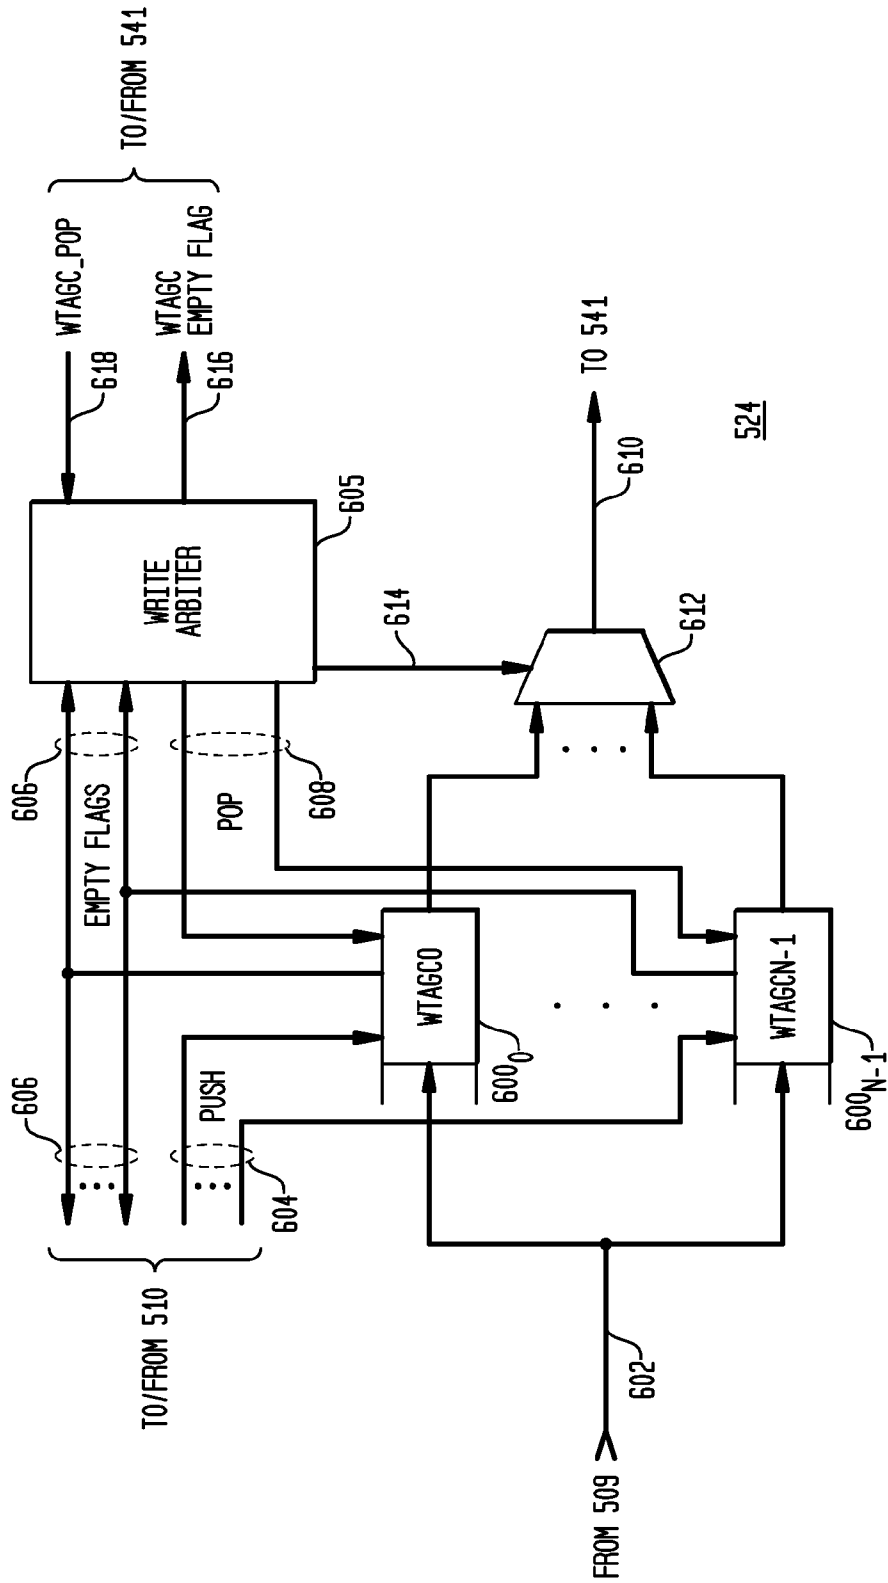 TO/FROM 510
606
EMPTY FLAGS
606
PUSH
604
POP
608
WRITE
ARBITER
605
WTAGC_POP
618
WTAGC
EMPTY FLAG
616
TO/FROM 541
614
WTAGC0
600₀
WTAGCN-1
600N-1
612
610
TO 541
FROM 509
602
524